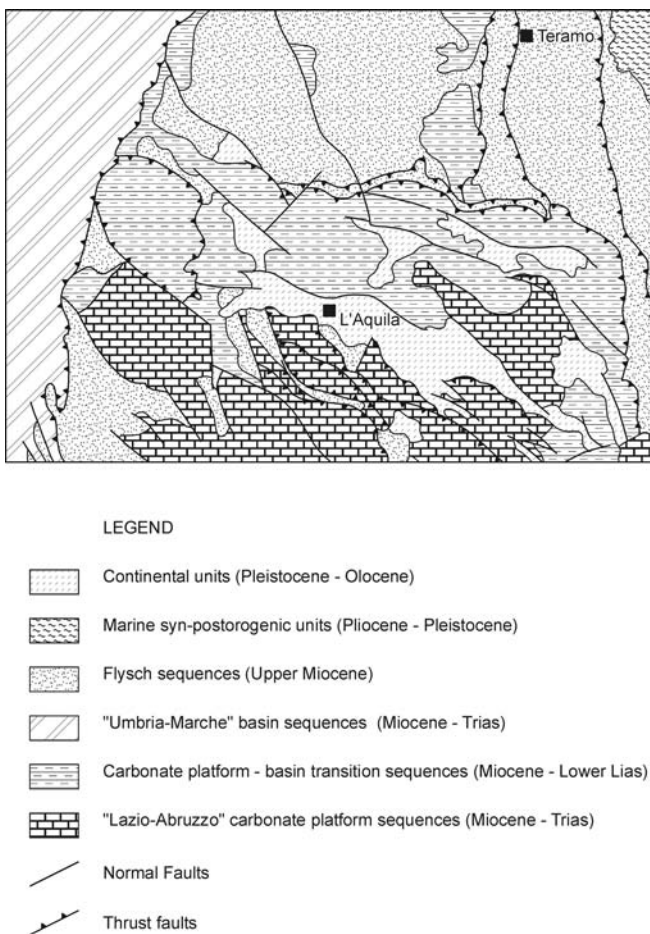 Teramo
L'Aquila
LEGEND
Continental units (Pleistocene - Olocene)
Marine syn-postorogenic units (Pliocene - Pleistocene)
Flysch sequences (Upper Miocene)
"Umbria-Marche" basin sequences (Miocene - Trias)
Carbonate platform - basin transition sequences (Miocene - Lower Lias)
"Lazio-Abruzzo" carbonate platform sequences (Miocene - Trias)
Normal Faults
Thrust faults